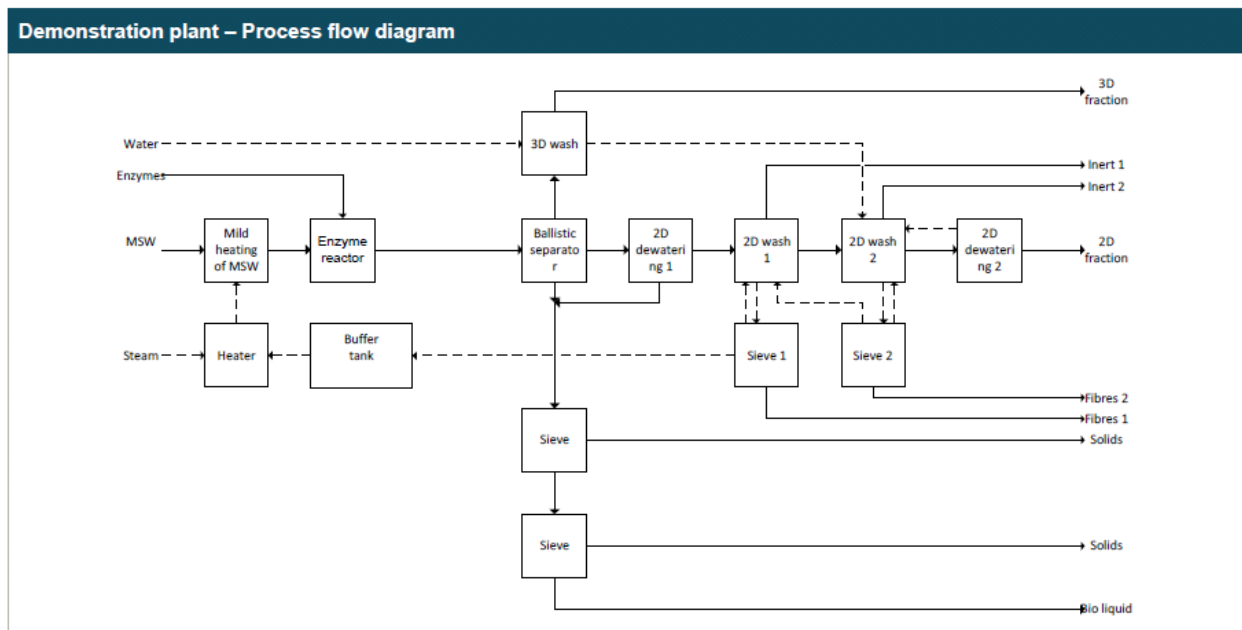 Demonstration plant – Process flow diagram
3D
fraction
Water
3D wash
Inert 1
Enzymes
Inert 2
MSW
Mild
heating
of MSW
Enzyme
reactor
Ballistic
separato
r
2D
dewateri
ng 1
2D wash
1
2D wash
2
2D
dewateri
ng 2
2D
fraction
Steam
Heater
Buffer
tank
Sieve 1
Sieve 2
Fibres 2
Fibres 1
Sieve
Solids
Sieve
Solids
Bio liquid